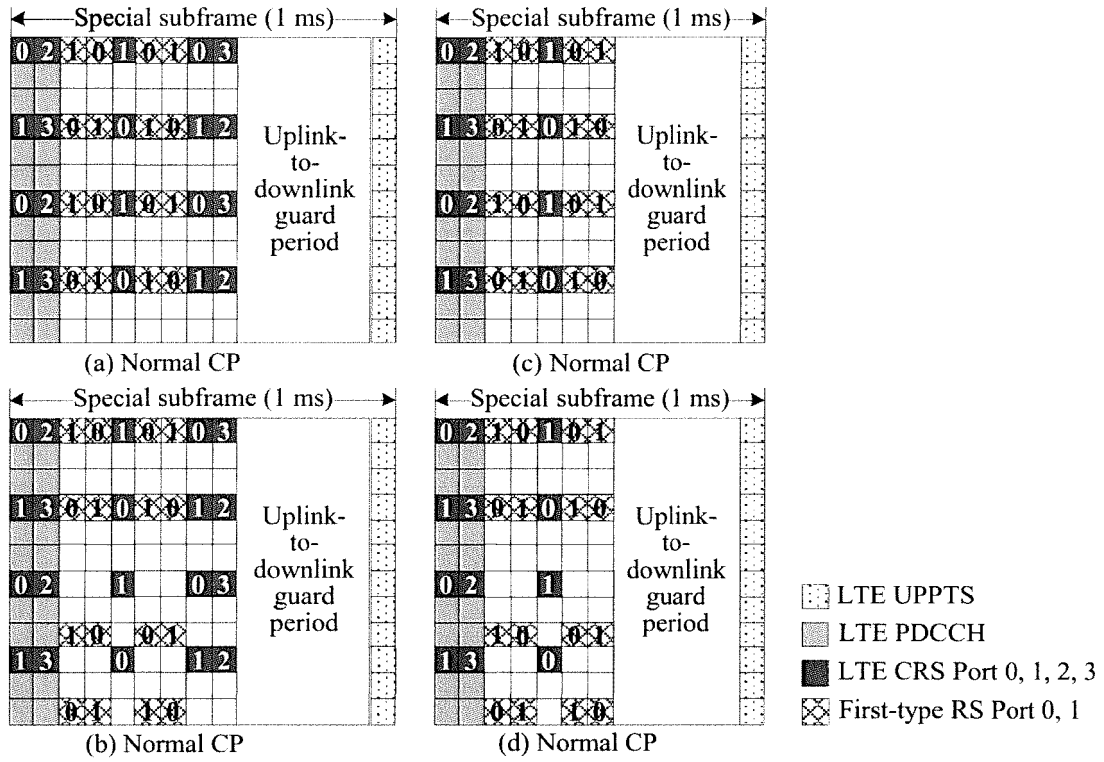 Special subframe (1 ms)
0 2 1 0 1 0 1 0 3
1 3 0 1 0 1 0 1 2
0 2 1 0 1 0 1 0 3
1 3 0 1 0 1 0 1 2
Uplink-
to-
downlink
guard
period
(a) Normal CP
Special subframe (1 ms)
0 2 1 0 1 0 1
1 3 0 1 0 1 0
0 2 1 0 1 0 1
1 3 0 1 0 1 0
Uplink-
to-
downlink
guard
period
(c) Normal CP
Special subframe (1 ms)
0 2 1 0 1 0 1 0 3
1 3 0 1 0 1 0 1 2
0 2 1 0 3
1 0 0 1
1 3 0 1 2
0 1 1 0
Uplink-
to-
downlink
guard
period
(b) Normal CP
Special subframe (1 ms)
0 2 1 0 1 0 1
1 3 0 1 0 1 0
0 2 1
1 0 0 1
1 3 0
0 1 1 0
Uplink-
to-
downlink
guard
period
(d) Normal CP
LTE UPPTS
LTE PDCCH
LTE CRS Port 0, 1, 2, 3
First-type RS Port 0, 1